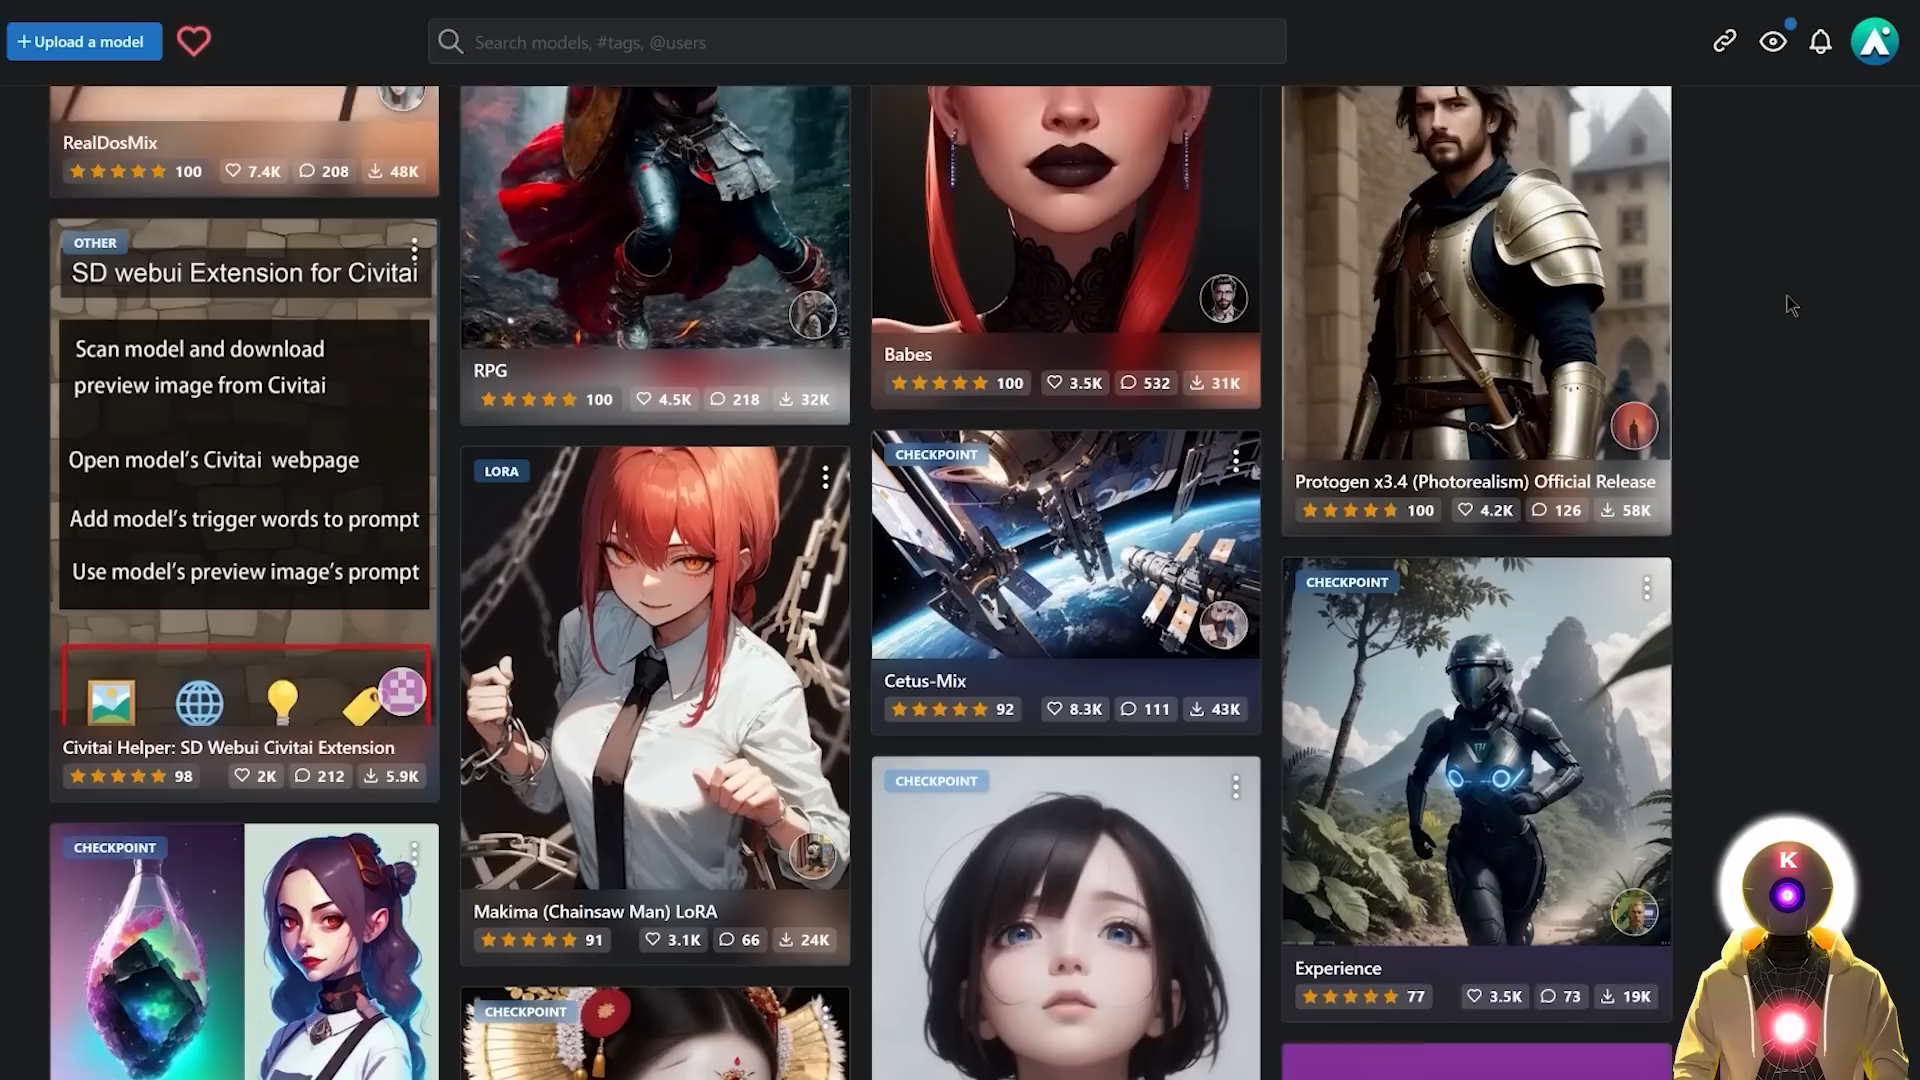 + Upload a model
Search models, #tags, @users
RealDosMix
100 7.4K 208 48K
OTHER
SD webui Extension for Civitai
Scan model and download
preview image from Civitai
Open model's Civitai webpage
Add model's trigger words to prompt
Use model's preview image's prompt
Civitai Helper: SD Webui Civitai Extension
98 2K 212 5.9K
CHECKPOINT
RPG
100 4.5K 218 32K
LORA
Makima (Chainsaw Man) LoRA
91 3.1K 66 24K
CHECKPOINT
Babes
100 3.5K 532 31K
CHECKPOINT
Cetus-Mix
92 8.3K 111 43K
CHECKPOINT
Protogen x3.4 (Photorealism) Official Release
100 4.2K 126 58K
CHECKPOINT
Experience
77 3.5K 73 19K
K